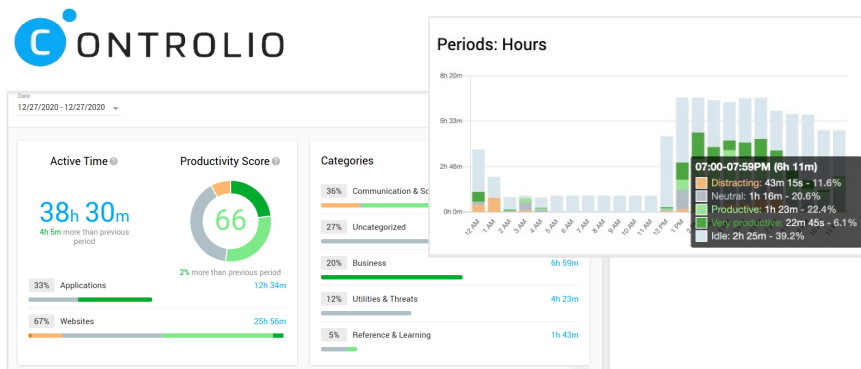 CONTROLIO
Date
12/27/2020 - 12/27/2020
Active Time
38h 30m
4h 5m more than previous
period
33% Applications 12h 34m
67% Websites 25h 56m
Productivity Score
66
2% more than previous period
Categories
36% Communication & Sc
27% Uncategorized
20% Business 6h 59m
12% Utilities & Threats 4h 23m
5% Reference & Learning 1h 43m
Periods: Hours
8h 20m
5h 33m
2h 46m
0h 0m
12 AM 1 AM 2 AM 3 AM 4 AM 5 AM 6 AM 7 AM 8 AM 9 AM 10 AM 11 AM 12 PM 1 PM
07:00-07:59PM (6h 11m)
Distracting: 43m 15s - 11.6%
Neutral: 1h 16m - 20.6%
Productive: 1h 23m - 22.4%
Very productive: 22m 45s - 6.1%
Idle: 2h 25m - 39.2%